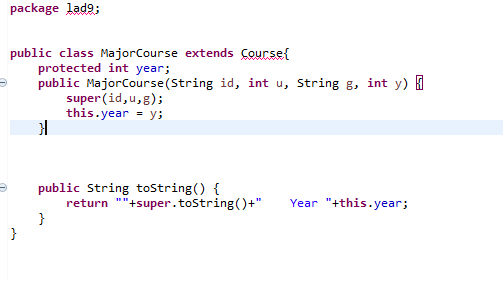 package lad9;
public class MajorCourse extends Course{
protected int year;
public MajorCourse(String id, int u, String g, int y) {
super(id,u,g);
this.year = y;
}
public String toString() {
return ""+super.toString()+"    Year "+this.year;
}
}